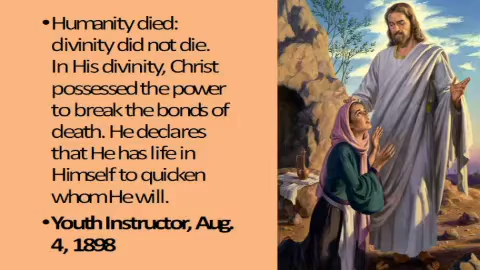 • Humanity died:
divinity did not die.
In His divinity, Christ
possessed the power
to break the bonds of
death. He declares
that He has life in
Himself to quicken
whom He will.
• Youth Instructor, Aug.
4, 1898